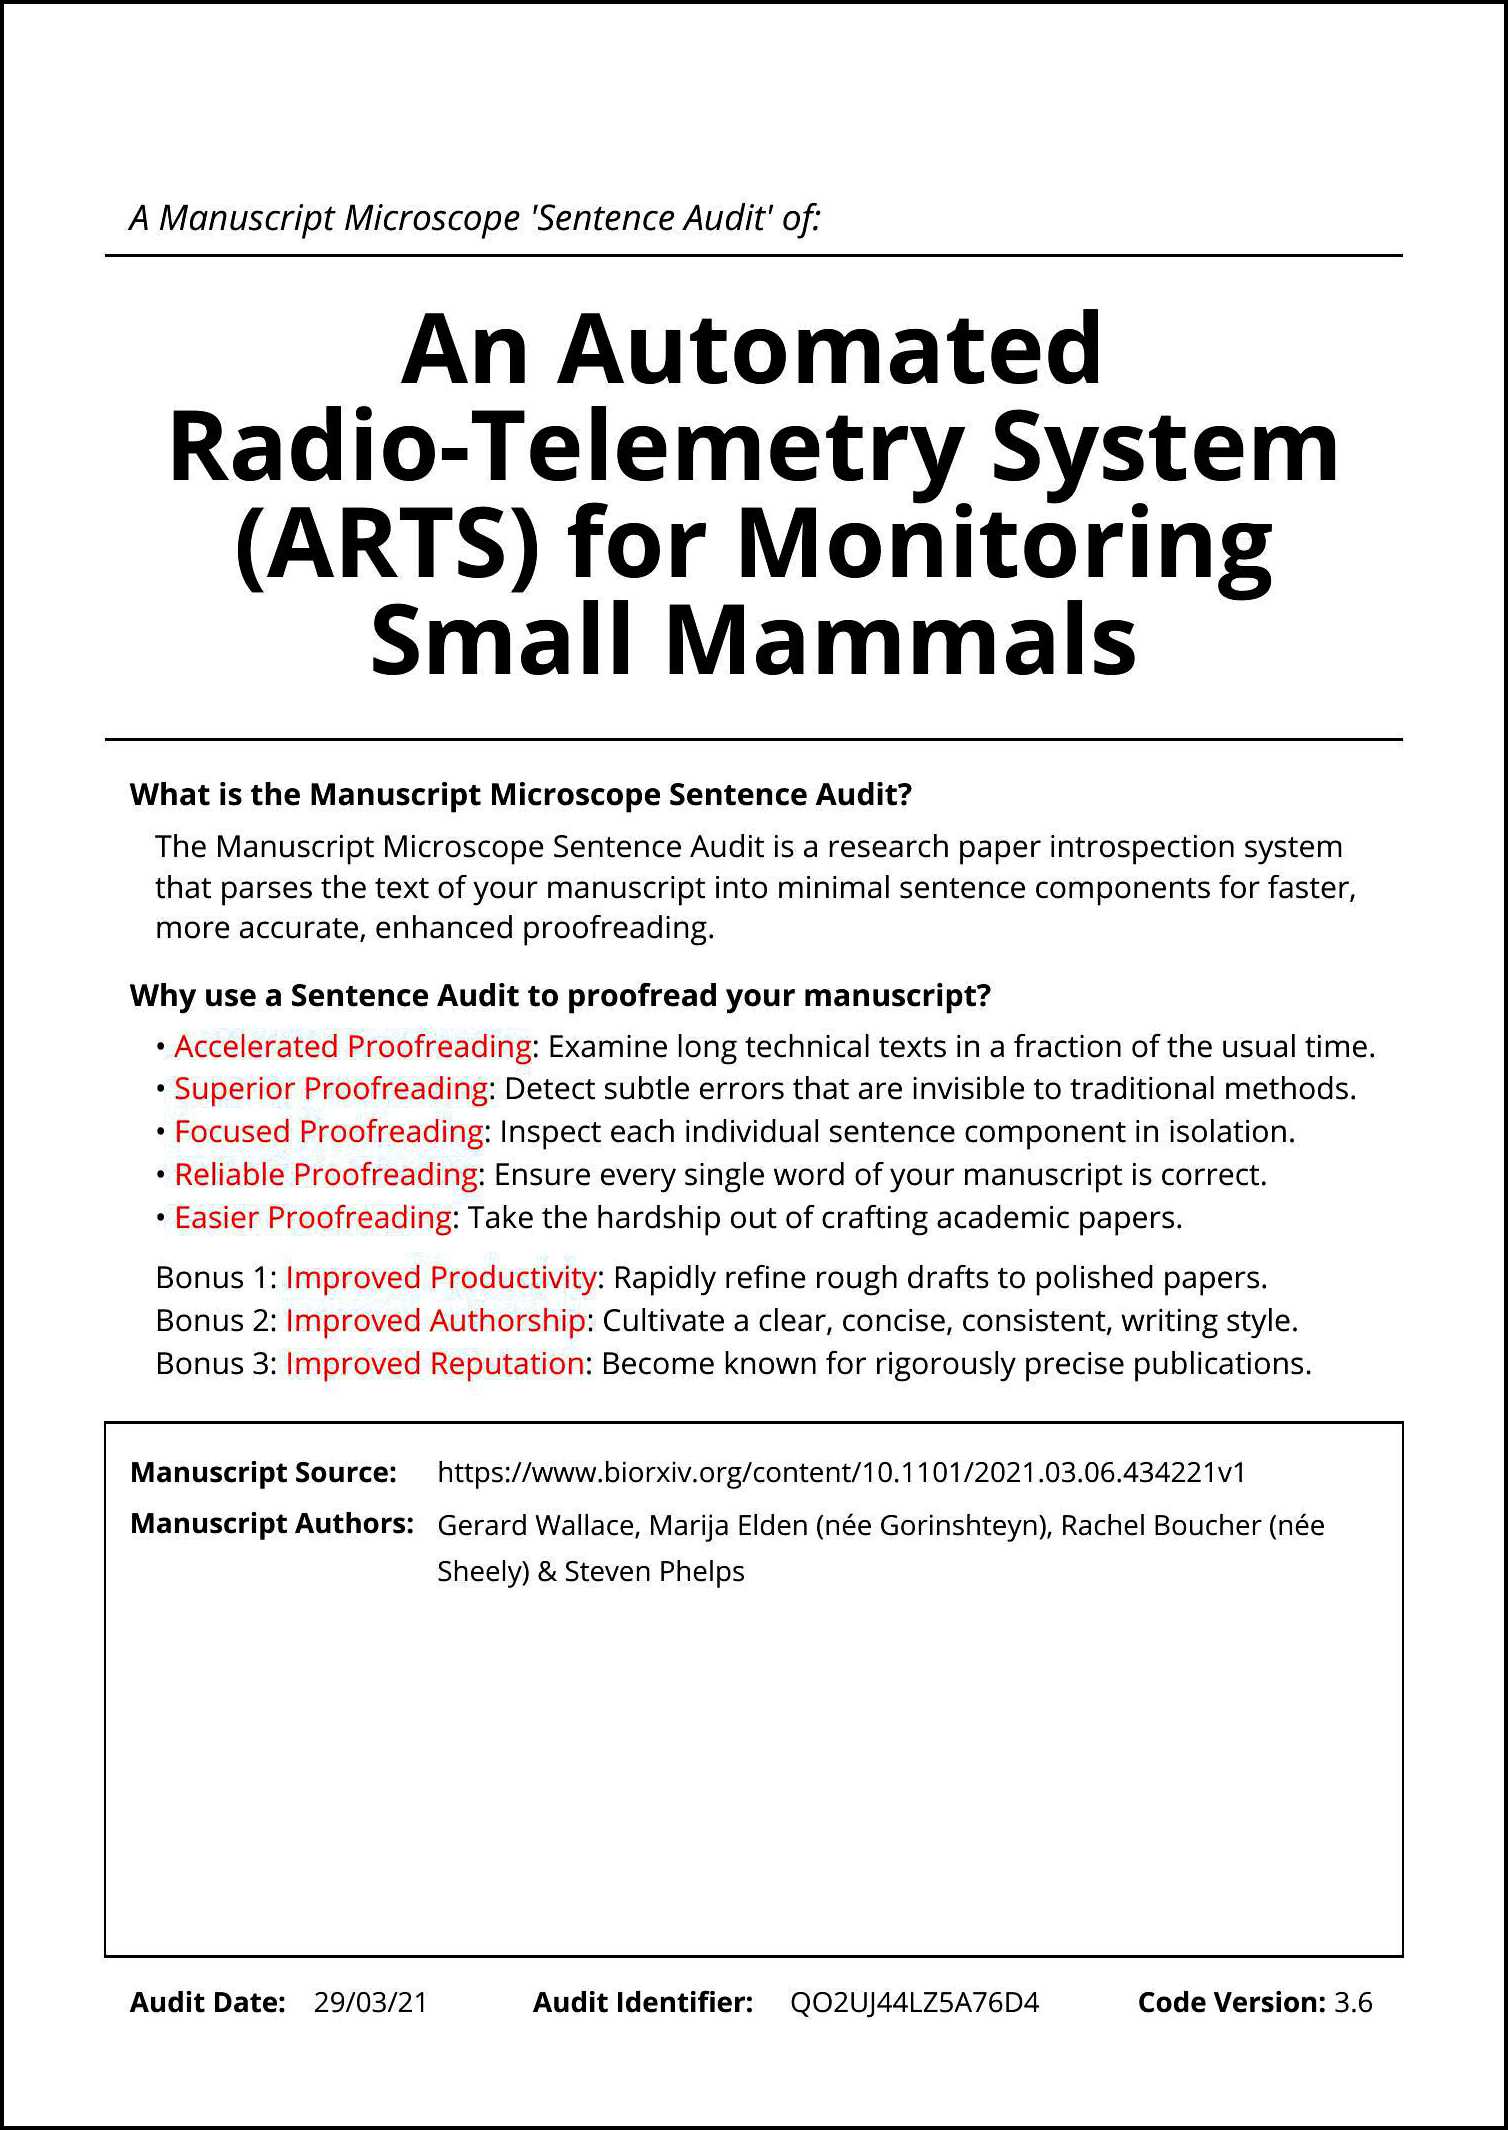 A Manuscript Microscope 'Sentence Audit' of:
An Automated
Radio-Telemetry System
(ARTS) for Monitoring
Small Mammals
What is the Manuscript Microscope Sentence Audit?
The Manuscript Microscope Sentence Audit is a research paper introspection system
that parses the text of your manuscript into minimal sentence components for faster,
more accurate, enhanced proofreading.
Why use a Sentence Audit to proofread your manuscript?
• Accelerated Proofreading: Examine long technical texts in a fraction of the usual time.
• Superior Proofreading: Detect subtle errors that are invisible to traditional methods.
• Focused Proofreading: Inspect each individual sentence component in isolation.
• Reliable Proofreading: Ensure every single word of your manuscript is correct.
• Easier Proofreading: Take the hardship out of crafting academic papers.
Bonus 1: Improved Productivity: Rapidly refine rough drafts to polished papers.
Bonus 2: Improved Authorship: Cultivate a clear, concise, consistent, writing style.
Bonus 3: Improved Reputation: Become known for rigorously precise publications.
Manuscript Source: https://www.biorxiv.org/content/10.1101/2021.03.06.434221v1
Manuscript Authors: Gerard Wallace, Marija Elden (née Gorinshteyn), Rachel Boucher (née
Sheely) & Steven Phelps
Audit Date: 29/03/21 Audit Identifier: QO2UJ44LZ5A76D4 Code Version: 3.6